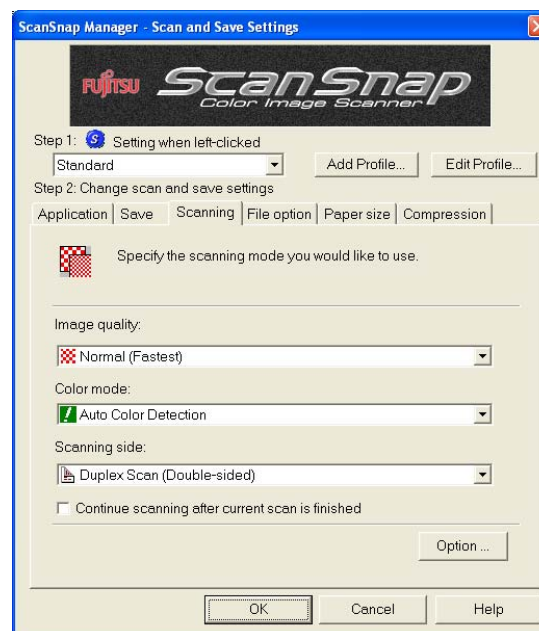 ScanSnap Manager - Scan and Save Settings
FUJITSU ScanSnap
Color Image Scanner
Step 1: S Setting when left-clicked
Standard Add Profile... Edit Profile...
Step 2: Change scan and save settings
Application Save Scanning File option Paper size Compression
Specify the scanning mode you would like to use.
Image quality:
Normal (Fastest)
Color mode:
Auto Color Detection
Scanning side:
Duplex Scan (Double-sided)
Continue scanning after current scan is finished
Option ...
OK Cancel Help